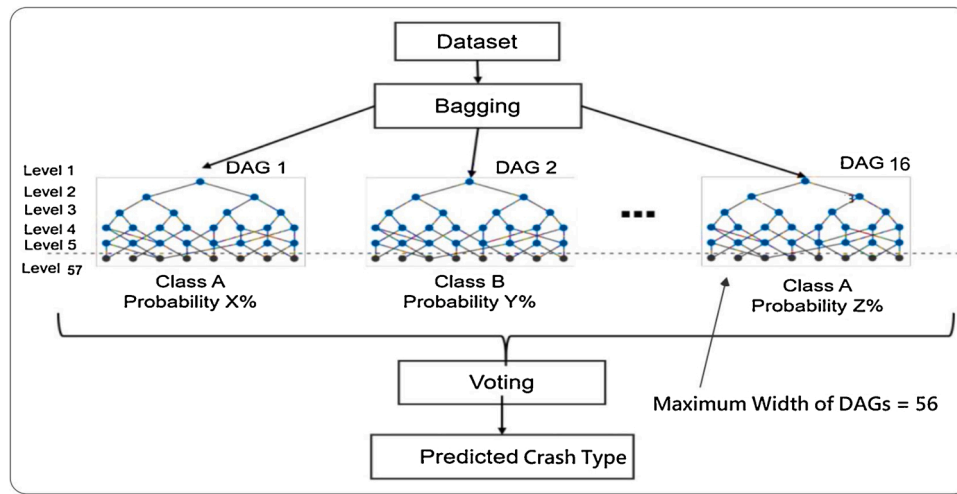 Dataset
Bagging
Level 1
DAG 1
DAG 2
DAG 16
Level 2
3
Level 3
Level 4
Level 5
Level 57
Class A
Probability X%
Class B
Probability Y%
Class A
Probability Z%
Voting
Maximum Width of DAGs = 56
Predicted Crash Type